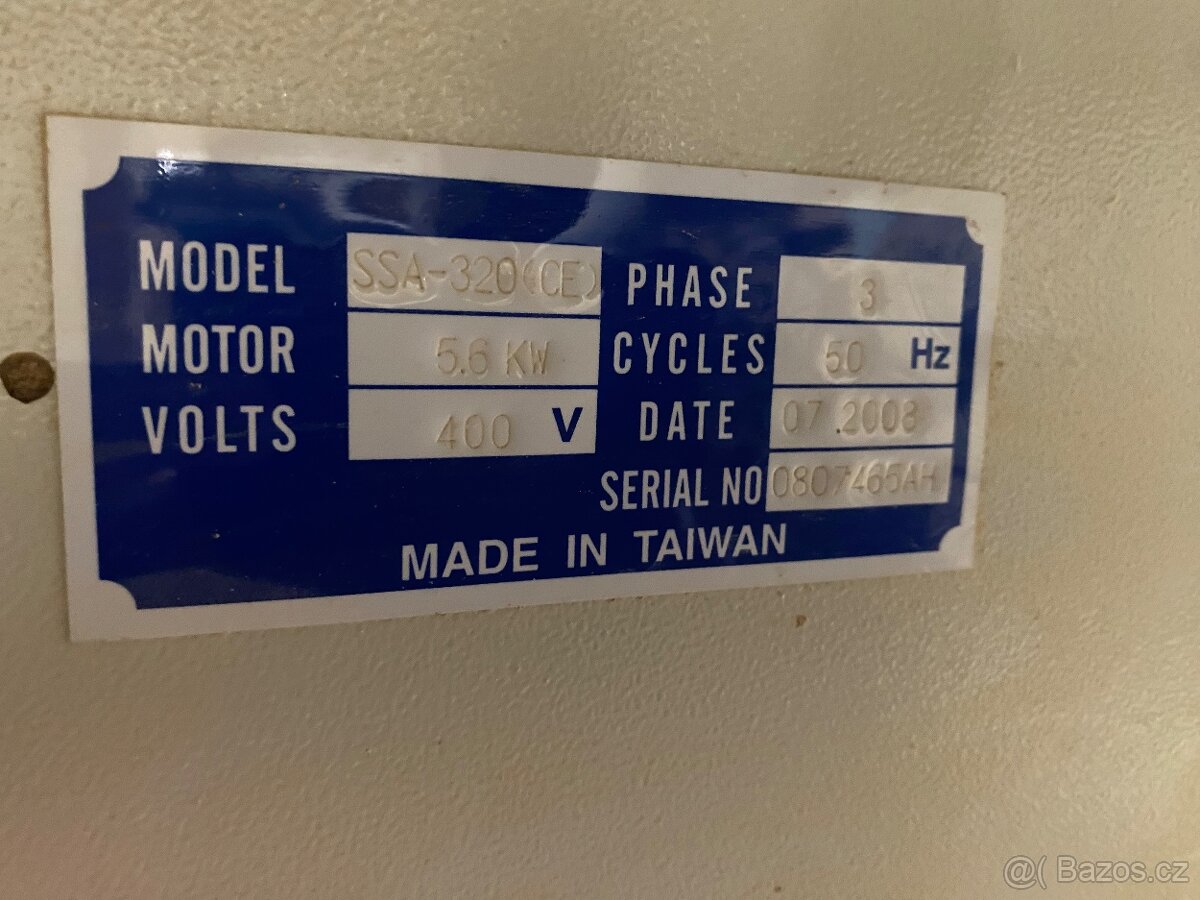 MODEL SSA-320(CE) PHASE 3
MOTOR 5.6 KW CYCLES 50 Hz
VOLTS 400 V DATE 07.2008
SERIAL NO 0807465AH
MADE IN TAIWAN
@( Bazos.cz